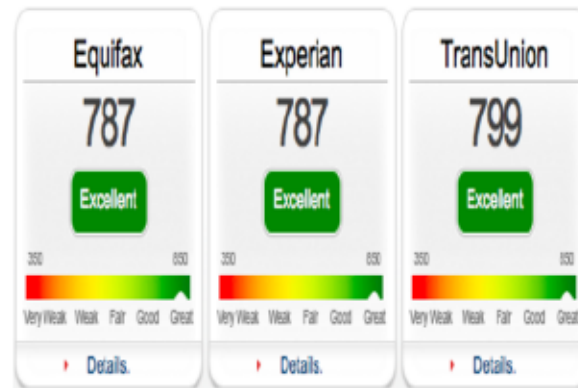 Equifax
787
Excellent
350 850
Very Weak Weak Fair Good Great
Details.
Experian
787
Excellent
350 850
Very Weak Weak Fair Good Great
Details.
TransUnion
799
Excellent
350 850
Very Weak Weak Fair Good Great
Details.